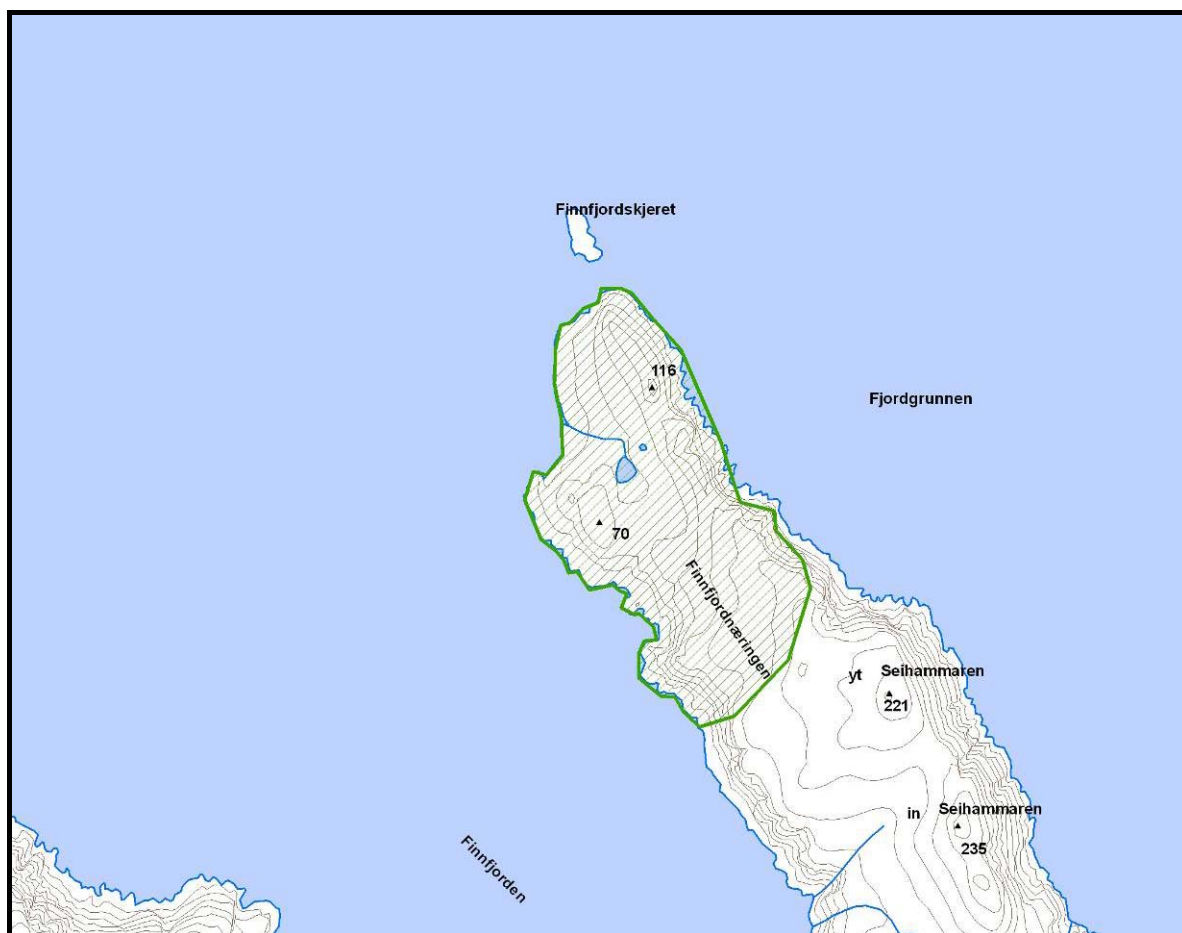 Finnfjordskjeret
116
Fjordgrunnen
70
Finnfjordnæringen
yt Seihammaren
221
in Seihammaren
235
Finnfjorden